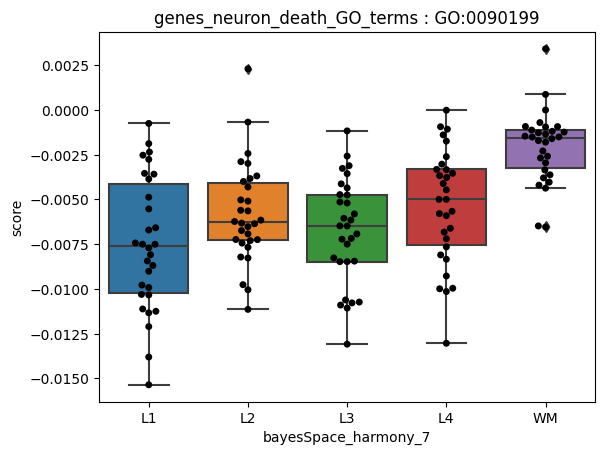 genes_neuron_death_GO_terms : GO:0090199
0.0025
0.0000
−0.0025
−0.0050
−0.0075
−0.0100
−0.0125
−0.0150
score
L1 L2 L3 L4 WM
bayesSpace_harmony_7